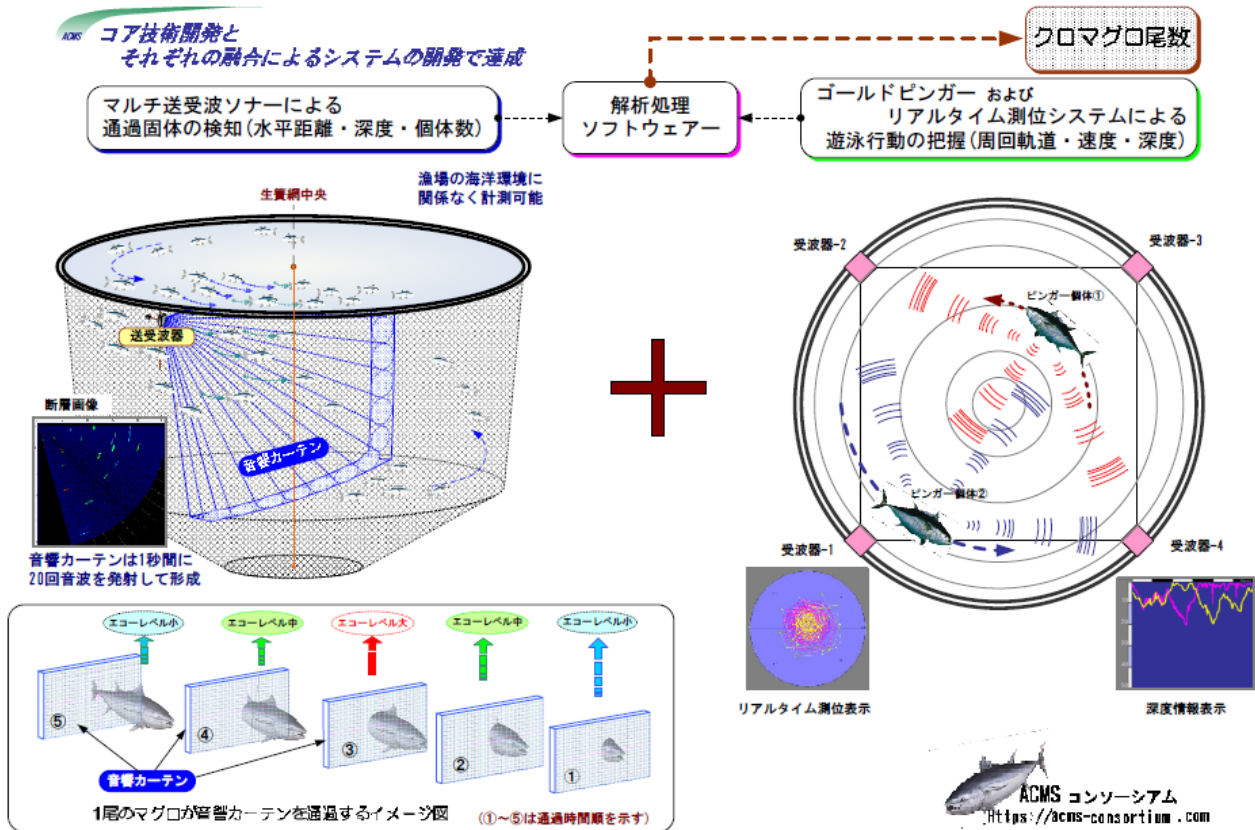 ACMS
コア技術開発と
それぞれの融合によるシステムの開発で達成
クロマグロ尾数
マルチ送受波ソナーによる
通過固体の検知(水平距離・深度・個体数)
解析処理
ソフトウェアー
ゴールドピンガー および
リアルタイム測位システムによる
遊泳行動の把握(周回軌道・速度・深度)
漁場の海洋環境に
関係なく計測可能
生簀網中央
送受波器
断層画像
音響カーテン
音響カーテンは1秒間に
20回音波を発射して形成
受波器-2
受波器-3
ピンガー個体①
ピンガー個体②
受波器-1
受波器-4
リアルタイム測位表示
深度情報表示
エコーレベル小
エコーレベル中
エコーレベル大
エコーレベル中
エコーレベル小
⑤
④
③
②
①
音響カーテン
1尾のマグロが音響カーテンを通過するイメージ図
(①～⑤は通過時間順を示す)
ACMS コンソーシアム
Https://acms-consortium.com